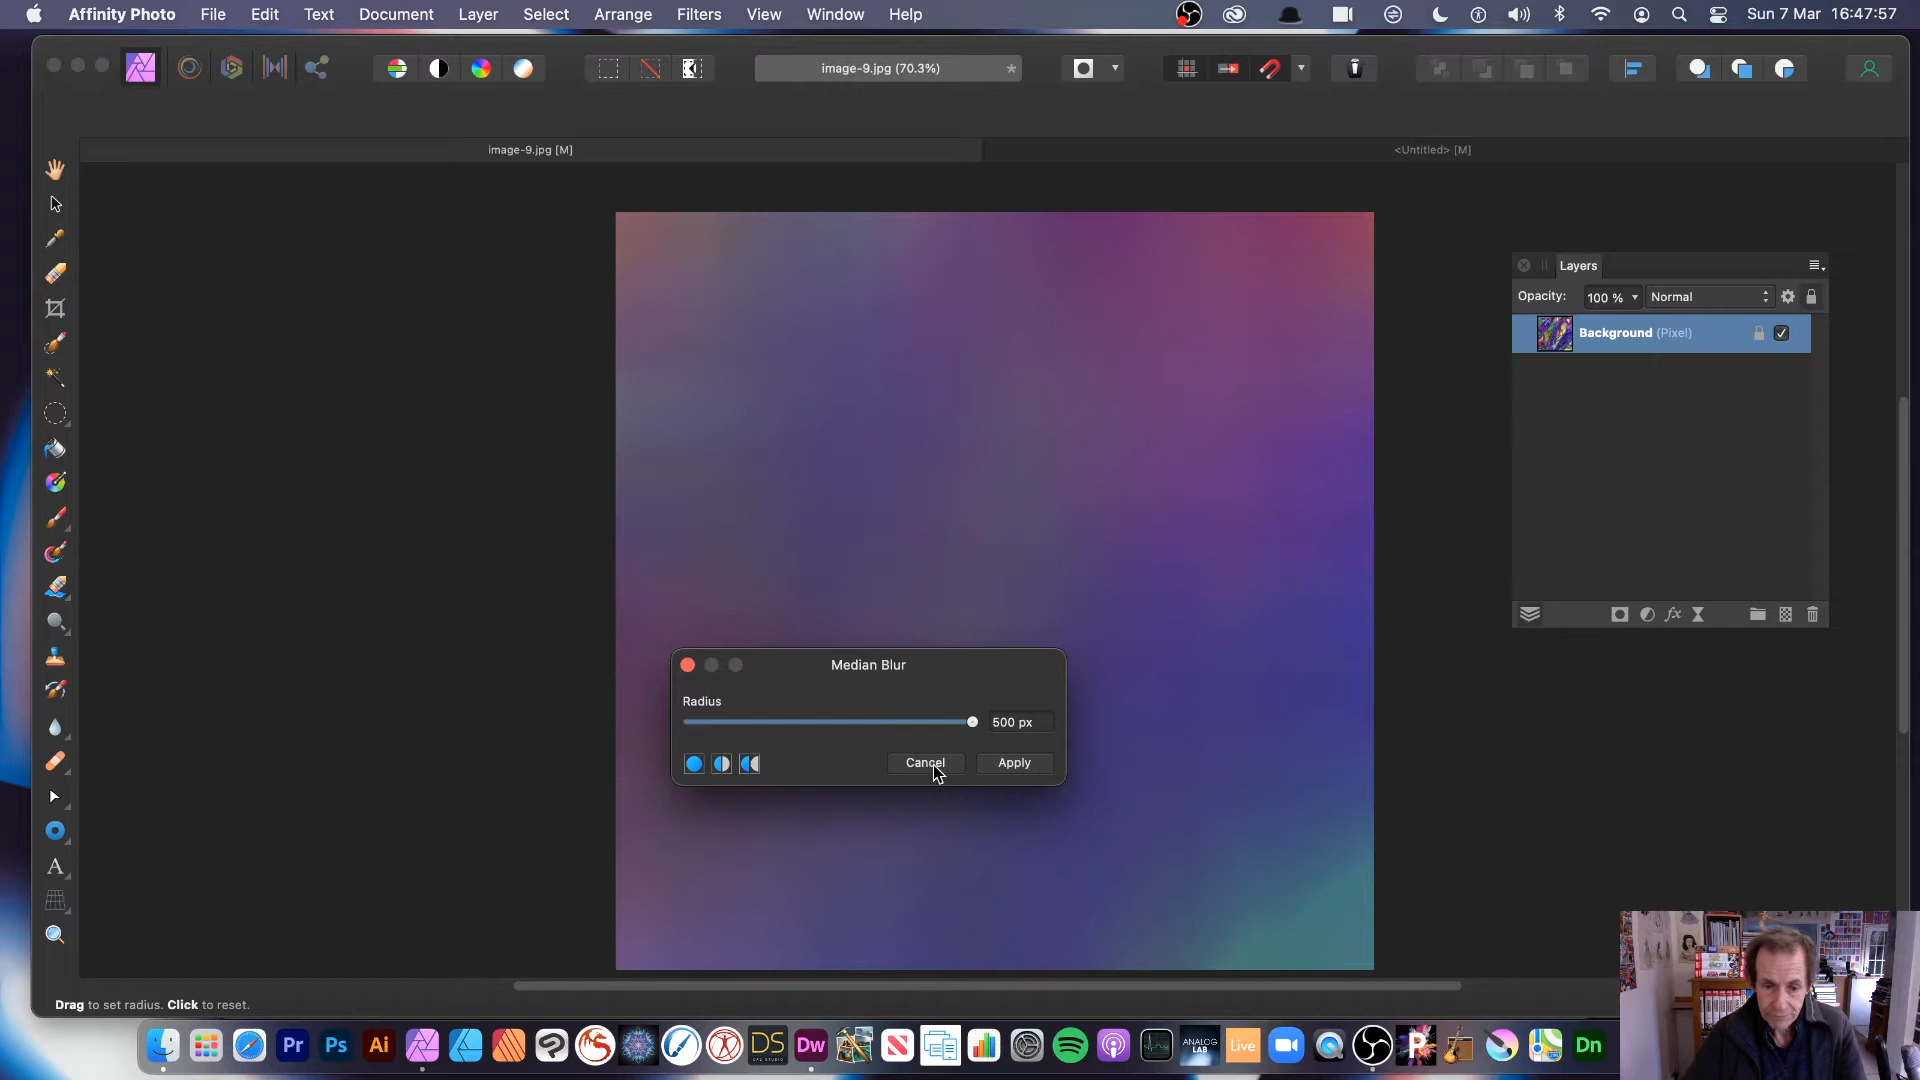 Affinity Photo File Edit Text Document Layer Select Arrange Filters View Window Help Sun 7 Mar 16:47:57
image-9.jpg (70.3%) *
image-9.jpg [M] <Untitled> [M]
Layers
Opacity: 100 % Normal
Background (Pixel)
Median Blur
Radius
500 px
Cancel Apply
Drag to set radius. Click to reset.
Pr Ps Ai DS Dw ANALOG LAB Live P Dn